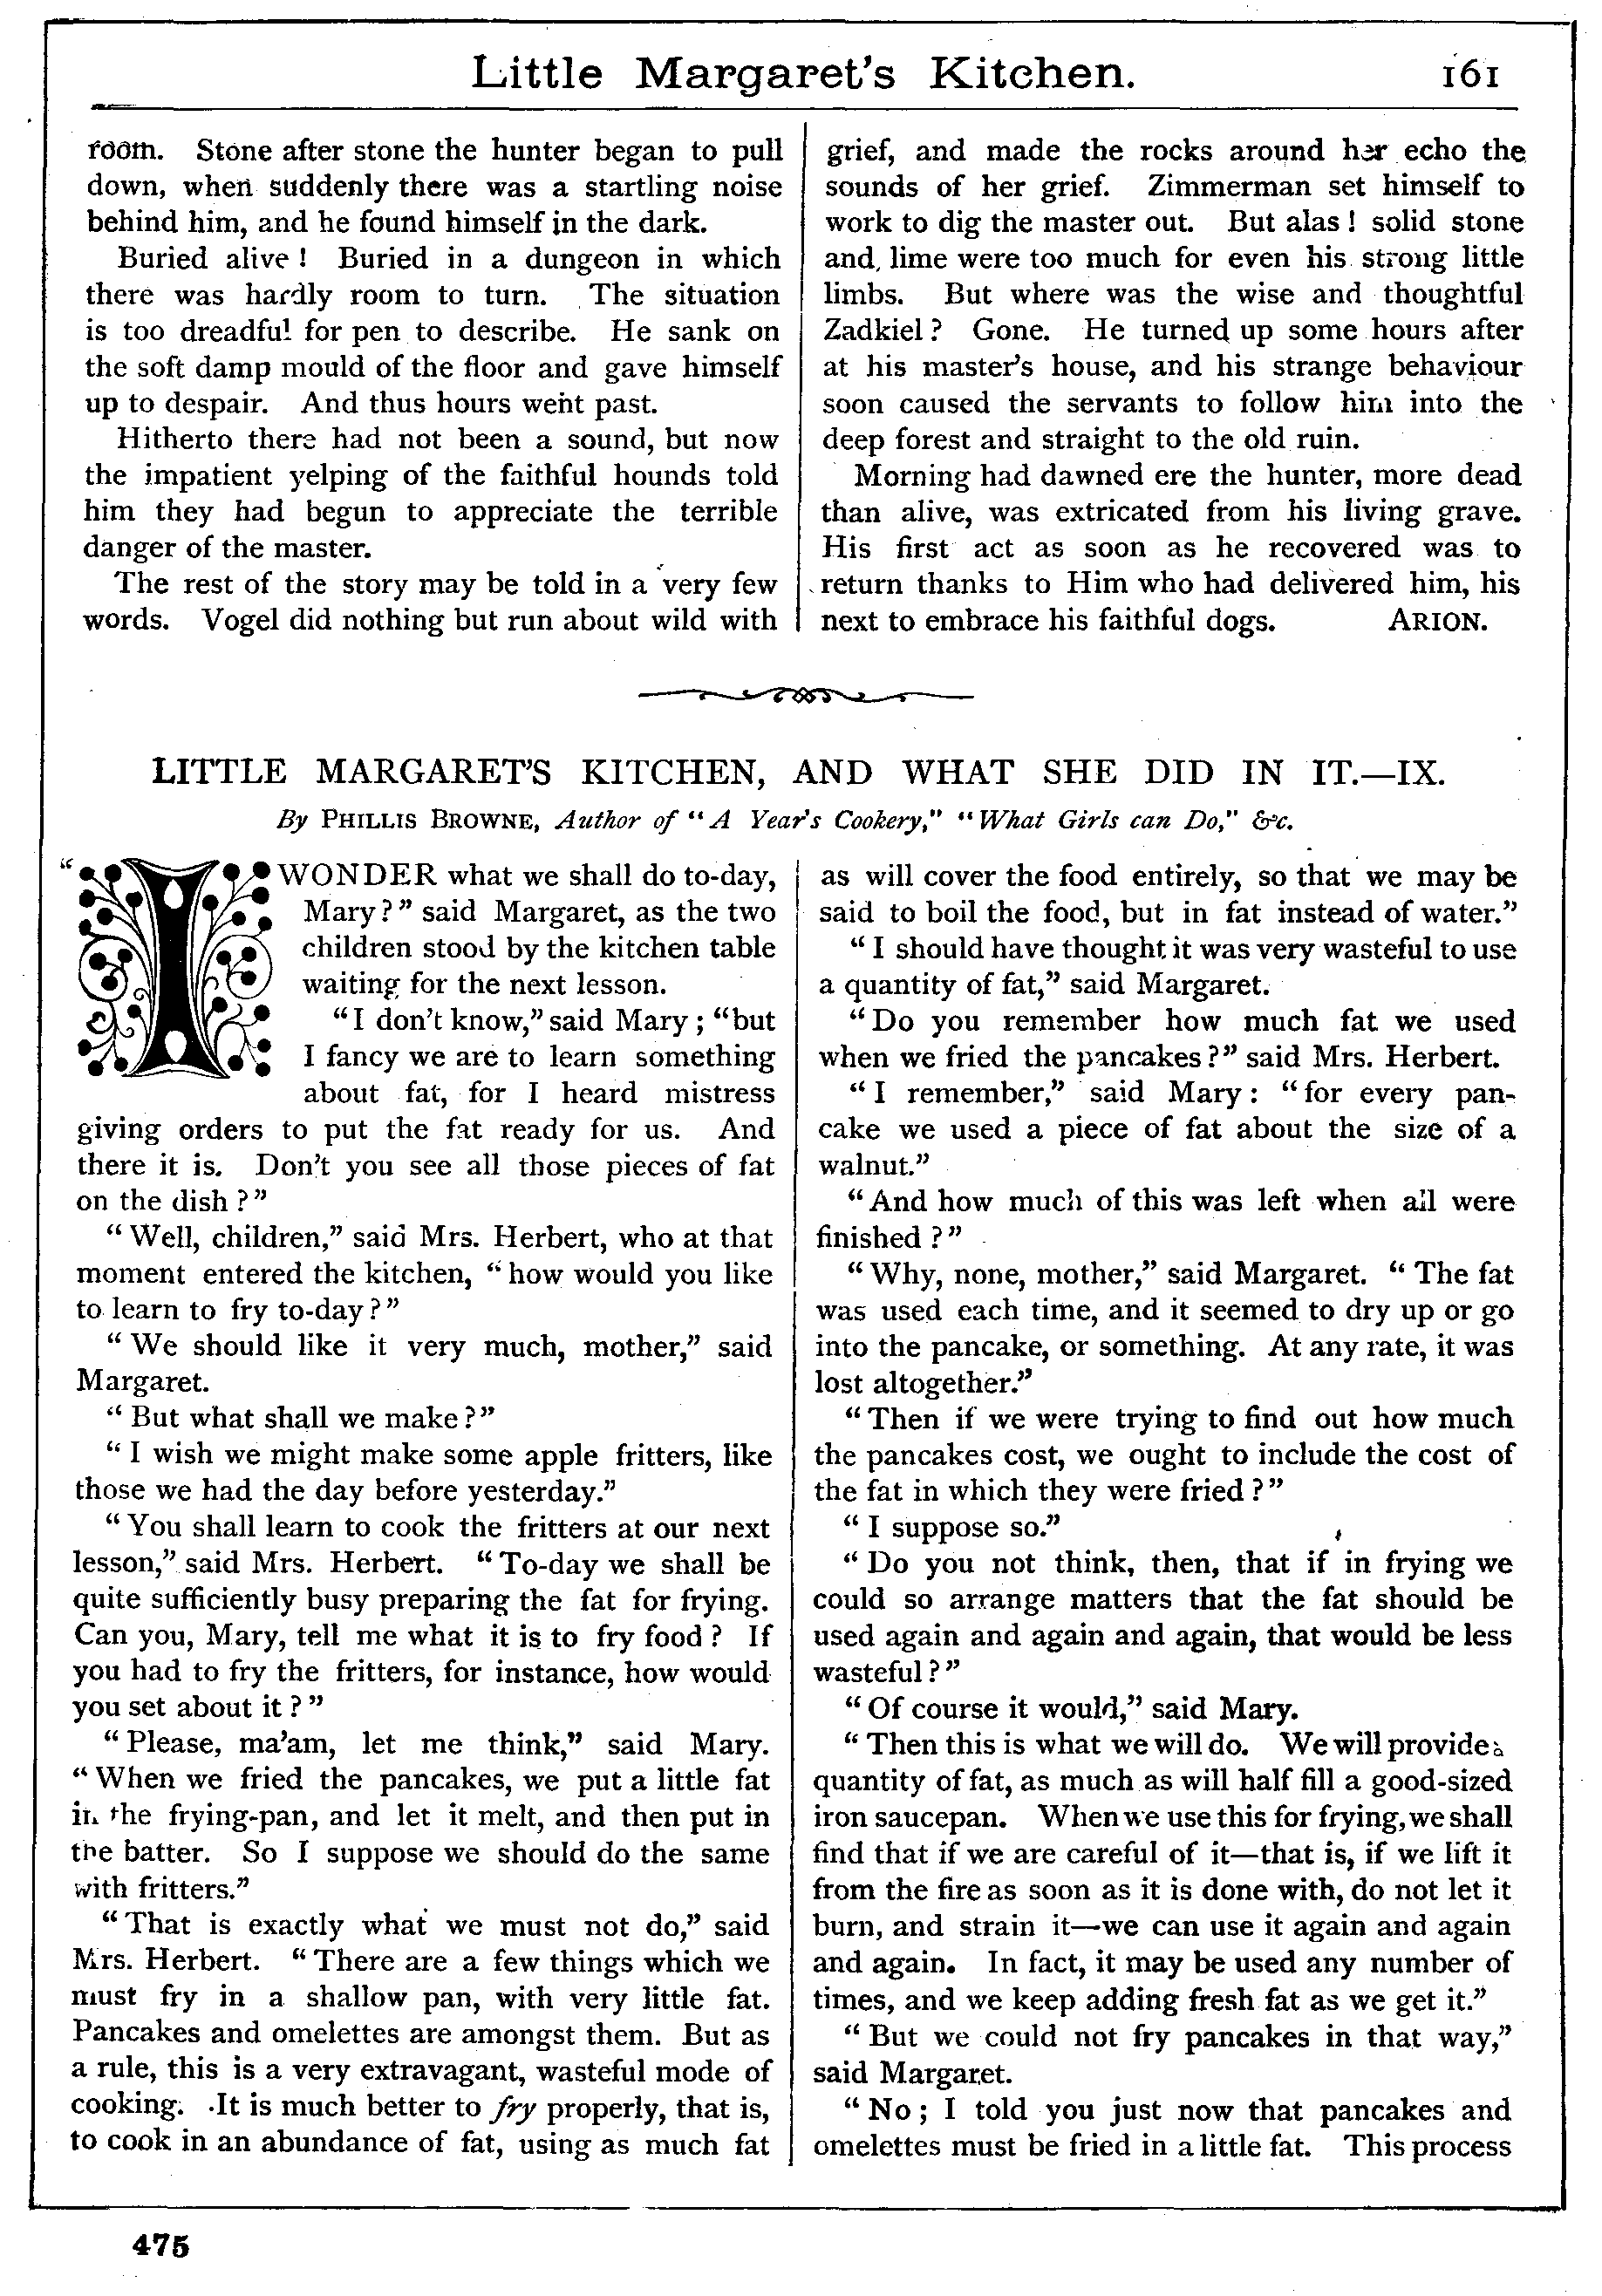 Little Margaret's Kitchen. 161
room. Stone after stone the hunter began to pull
down, when suddenly there was a startling noise
behind him, and he found himself in the dark.
Buried alive! Buried in a dungeon in which
there was hardly room to turn. The situation
is too dreadful for pen to describe. He sank on
the soft damp mould of the floor and gave himself
up to despair. And thus hours went past.
Hitherto there had not been a sound, but now
the impatient yelping of the faithful hounds told
him they had begun to appreciate the terrible
danger of the master.
The rest of the story may be told in a very few
words. Vogel did nothing but run about wild with
grief, and made the rocks around her echo the
sounds of her grief. Zimmerman set himself to
work to dig the master out. But alas! solid stone
and lime were too much for even his strong little
limbs. But where was the wise and thoughtful
Zadkiel? Gone. He turned up some hours after
at his master's house, and his strange behaviour
soon caused the servants to follow him into the
deep forest and straight to the old ruin.
Morning had dawned ere the hunter, more dead
than alive, was extricated from his living grave.
His first act as soon as he recovered was to
return thanks to Him who had delivered him, his
next to embrace his faithful dogs. ARION.
LITTLE MARGARET'S KITCHEN, AND WHAT SHE DID IN IT.—IX.
By PHILLIS BROWNE, Author of "A Year's Cookery," "What Girls can Do," &c.
"I WONDER what we shall do to-day,
Mary?" said Margaret, as the two
children stood by the kitchen table
waiting for the next lesson.
"I don't know," said Mary; "but
I fancy we are to learn something
about fat, for I heard mistress
giving orders to put the fat ready for us. And
there it is. Don't you see all those pieces of fat
on the dish?"
"Well, children," said Mrs. Herbert, who at that
moment entered the kitchen, "how would you like
to learn to fry to-day?"
"We should like it very much, mother," said
Margaret.
"But what shall we make?"
"I wish we might make some apple fritters, like
those we had the day before yesterday."
"You shall learn to cook the fritters at our next
lesson," said Mrs. Herbert. "To-day we shall be
quite sufficiently busy preparing the fat for frying.
Can you, Mary, tell me what it is to fry food? If
you had to fry the fritters, for instance, how would
you set about it?"
"Please, ma'am, let me think," said Mary.
"When we fried the pancakes, we put a little fat
in the frying-pan, and let it melt, and then put in
the batter. So I suppose we should do the same
with fritters."
"That is exactly what we must not do," said
Mrs. Herbert. "There are a few things which we
must fry in a shallow pan, with very little fat.
Pancakes and omelettes are amongst them. But as
a rule, this is a very extravagant, wasteful mode of
cooking. It is much better to fry properly, that is,
to cook in an abundance of fat, using as much fat
as will cover the food entirely, so that we may be
said to boil the food, but in fat instead of water."
"I should have thought it was very wasteful to use
a quantity of fat," said Margaret.
"Do you remember how much fat we used
when we fried the pancakes?" said Mrs. Herbert.
"I remember," said Mary: "for every pan-
cake we used a piece of fat about the size of a
walnut."
"And how much of this was left when all were
finished?"
"Why, none, mother," said Margaret. "The fat
was used each time, and it seemed to dry up or go
into the pancake, or something. At any rate, it was
lost altogether."
"Then if we were trying to find out how much
the pancakes cost, we ought to include the cost of
the fat in which they were fried?"
"I suppose so."
"Do you not think, then, that if in frying we
could so arrange matters that the fat should be
used again and again and again, that would be less
wasteful?"
"Of course it would," said Mary.
"Then this is what we will do. We will provide a
quantity of fat, as much as will half fill a good-sized
iron saucepan. When we use this for frying, we shall
find that if we are careful of it—that is, if we lift it
from the fire as soon as it is done with, do not let it
burn, and strain it—we can use it again and again
and again. In fact, it may be used any number of
times, and we keep adding fresh fat as we get it."
"But we could not fry pancakes in that way,"
said Margaret.
"No; I told you just now that pancakes and
omelettes must be fried in a little fat. This process
475